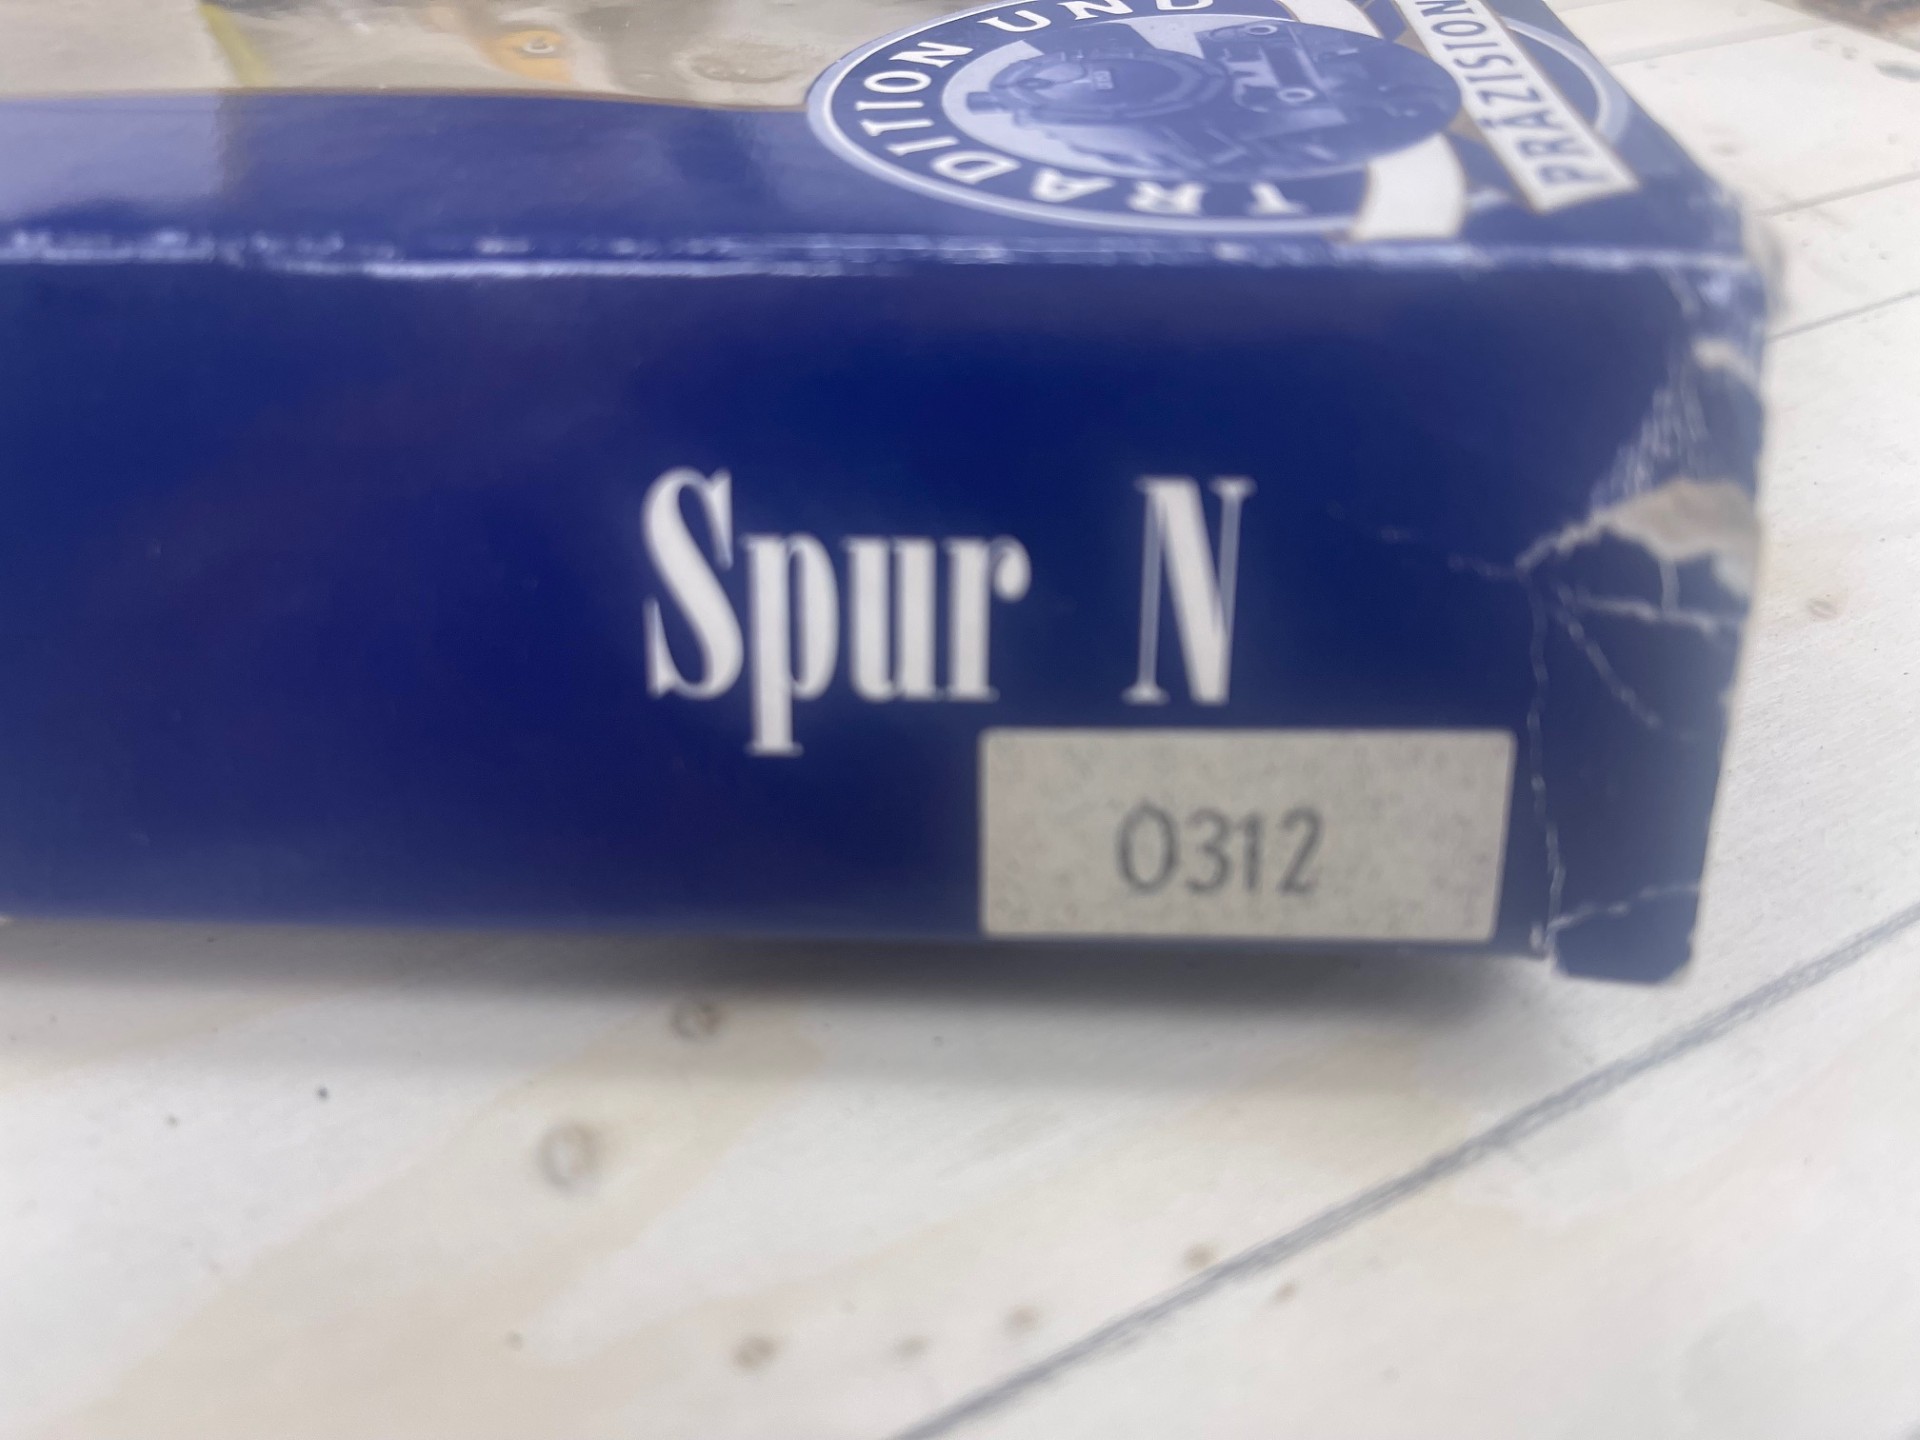 TRADITION UND
PRÄZISION
Spur N
0312